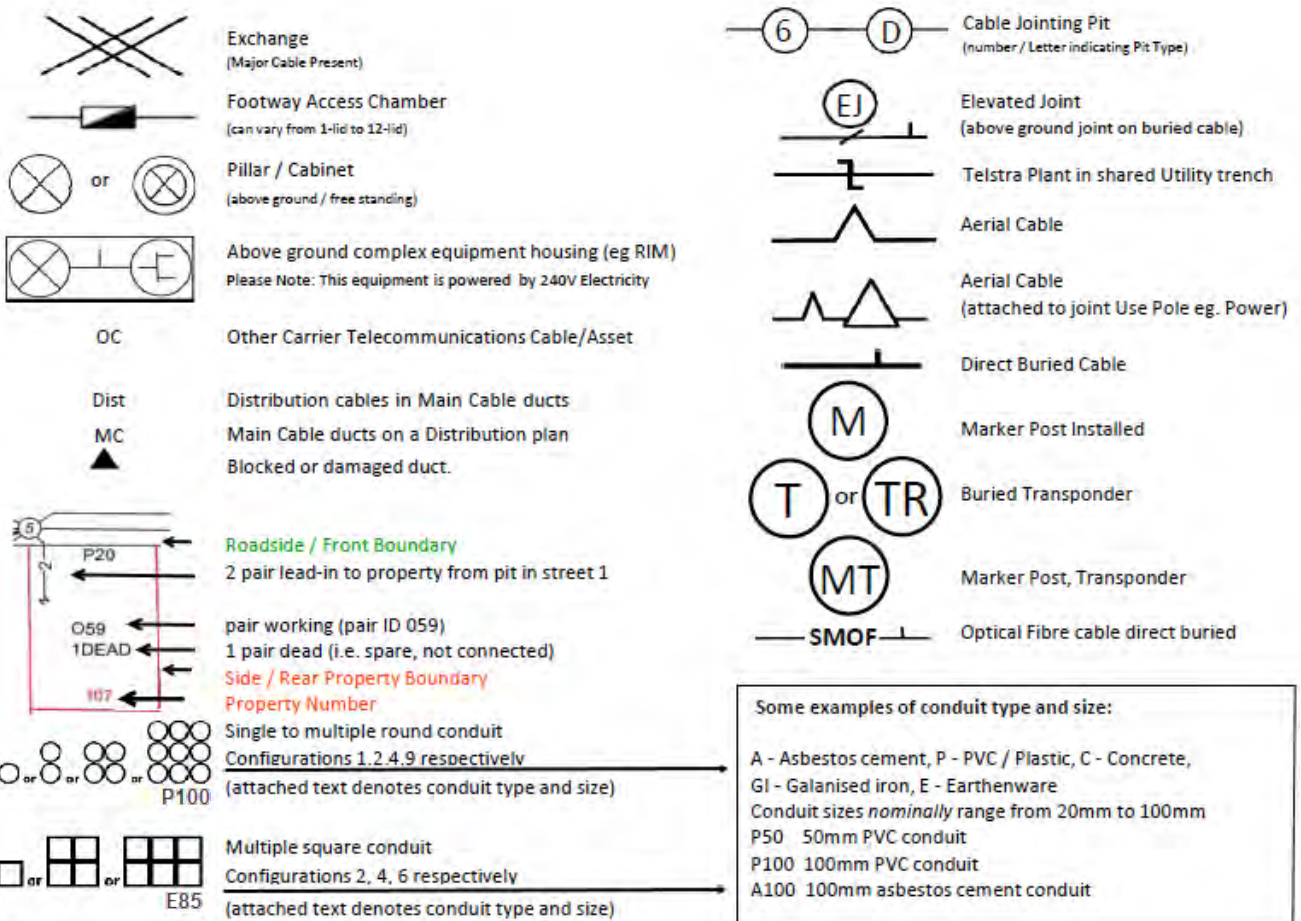 Exchange
(Major Cable Present)
Footway Access Chamber
(can vary from 1-lid to 12-lid)
or
Pillar / Cabinet
(above ground / free standing)
Above ground complex equipment housing (eg RIM)
Please Note: This equipment is powered by 240V Electricity
OC
Other Carrier Telecommunications Cable/Asset
Dist
Distribution cables in Main Cable ducts
MC
Main Cable ducts on a Distribution plan
Blocked or damaged duct.
5
Roadside / Front Boundary
P20
2
2 pair lead-in to property from pit in street 1
O59
pair working (pair ID 059)
1DEAD
1 pair dead (i.e. spare, not connected)
Side / Rear Property Boundary
107
Property Number
Single to multiple round conduit
or or or
Configurations 1.2.4.9 respectively
P100
(attached text denotes conduit type and size)
Multiple square conduit
or or
Configurations 2, 4, 6 respectively
E85
(attached text denotes conduit type and size)
6 D
Cable Jointing Pit
(number / Letter indicating Pit Type)
EJ
Elevated Joint
(above ground joint on buried cable)
Telstra Plant in shared Utility trench
Aerial Cable
Aerial Cable
(attached to joint Use Pole eg. Power)
Direct Buried Cable
M
Marker Post Installed
T or TR
Buried Transponder
MT
Marker Post, Transponder
SMOF
Optical Fibre cable direct buried
Some examples of conduit type and size:
A - Asbestos cement, P - PVC / Plastic, C - Concrete,
GI - Galanised iron, E - Earthenware
Conduit sizes nominally range from 20mm to 100mm
P50 50mm PVC conduit
P100 100mm PVC conduit
A100 100mm asbestos cement conduit